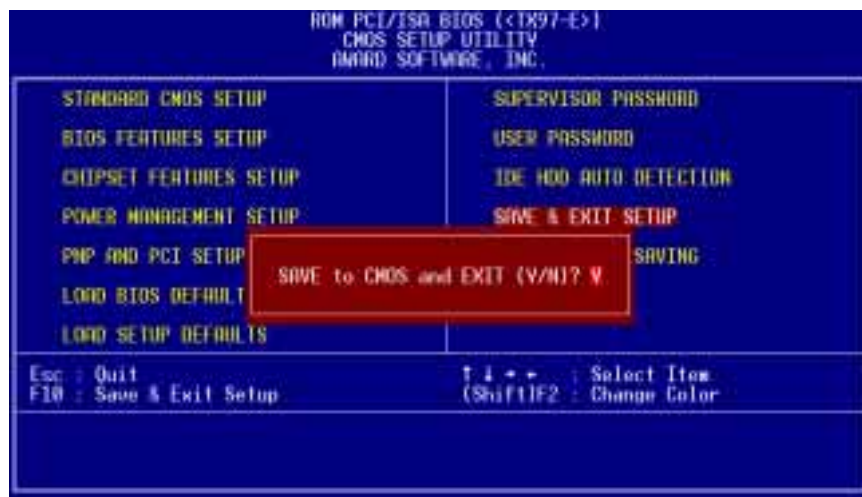 ROM PCI/ISA BIOS (<TX97-E>)
CMOS SETUP UTILITY
AWARD SOFTWARE, INC.
STANDARD CMOS SETUP
BIOS FEATURES SETUP
CHIPSET FEATURES SETUP
POWER MANAGEMENT SETUP
PNP AND PCI SETUP
LOAD BIOS DEFAULT
LOAD SETUP DEFAULTS
SUPERVISOR PASSWORD
USER PASSWORD
IDE HDD AUTO DETECTION
SAVE & EXIT SETUP
SAVING
SAVE to CMOS and EXIT (Y/N)? Y
Esc : Quit
F10 : Save & Exit Setup
↑ ↓ → ← : Select Item
(Shift)F2 : Change Color